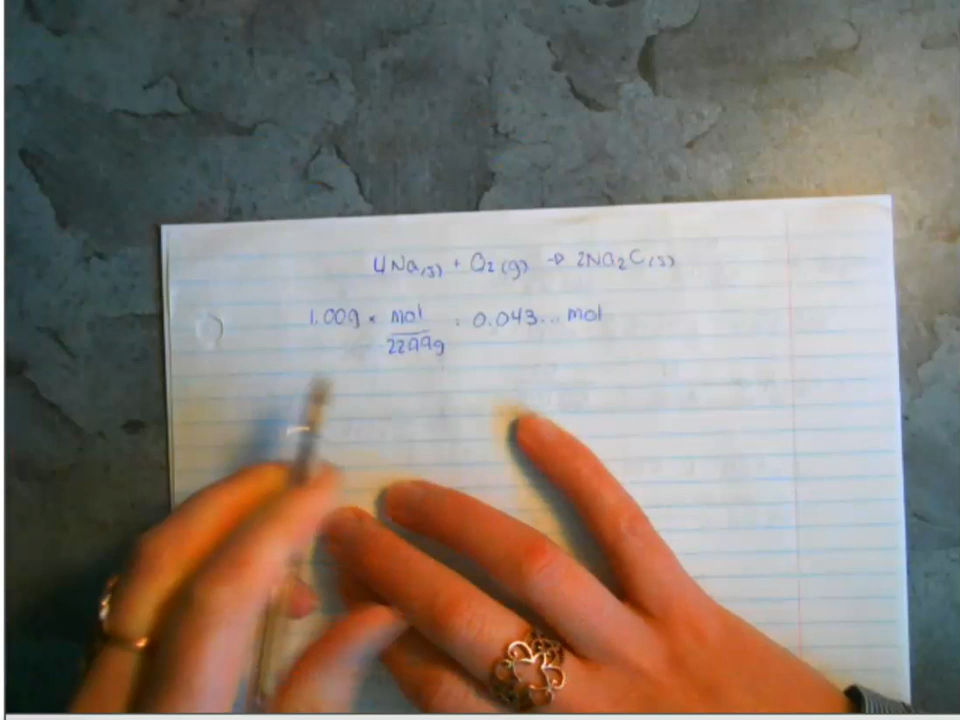 4Na(s) + O2(g) → 2Na2O(s)
1.00g × mol = 0.043... mol
22.99g